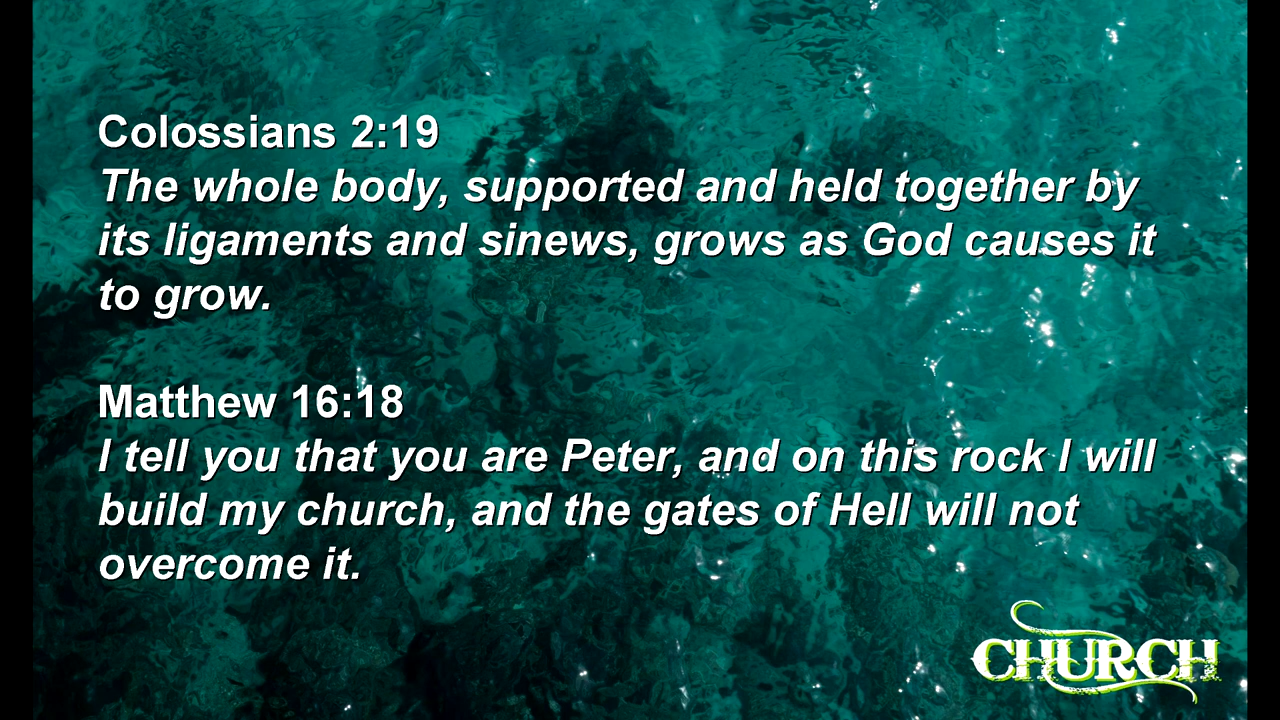 Colossians 2:19
The whole body, supported and held together by
its ligaments and sinews, grows as God causes it
to grow.
Matthew 16:18
I tell you that you are Peter, and on this rock I will
build my church, and the gates of Hell will not
overcome it.
CHURCH